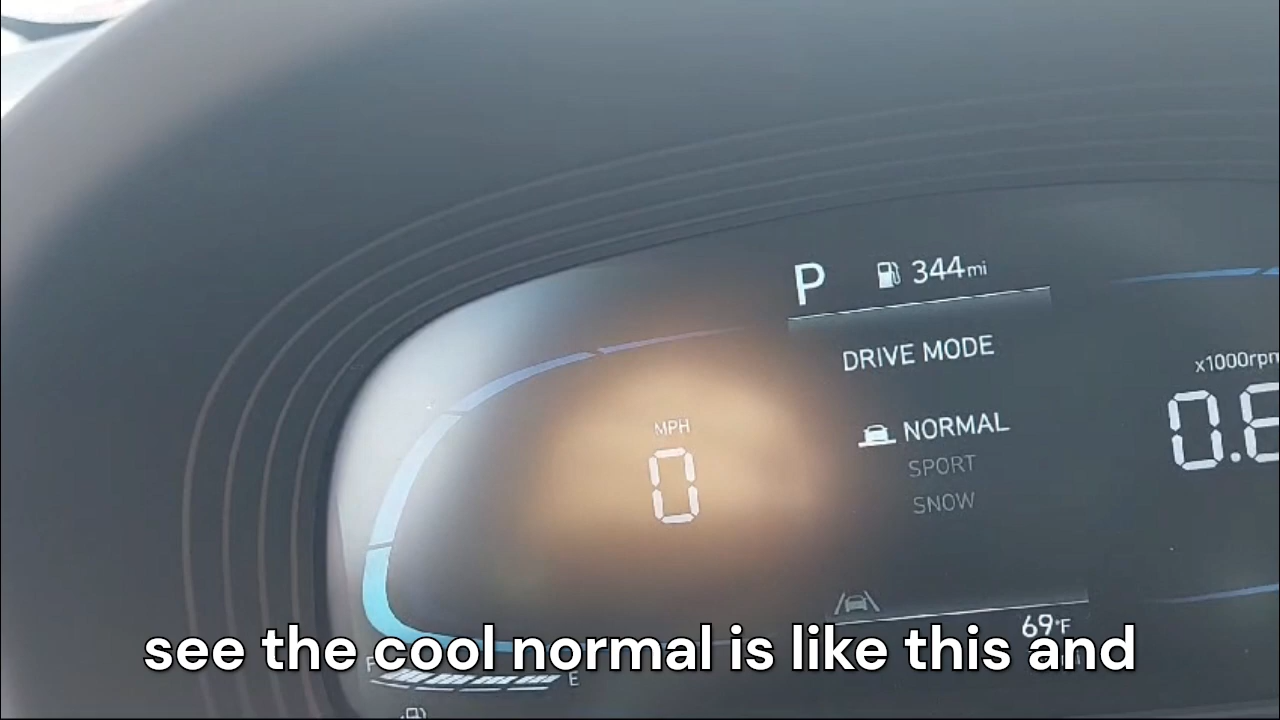 P 344mi
DRIVE MODE
x1000rpm
NORMAL
MPH
0
SPORT
SNOW
69°F
see the cool normal is like this and
F E